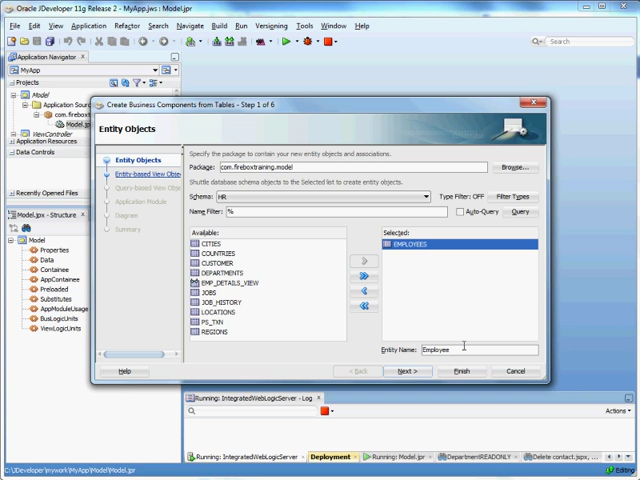 Oracle JDeveloper 11g Release 2 - MyApp.jws : Model.jpr
File Edit View Application Refactor Search Navigate Build Run Versioning Tools Window Help
Search
Application Navigator
MyApp
Projects
Model
Application Sour
com.firebox
Model.jp
ViewController
Application Resources
Data Controls
Recently Opened Files
Model.jpx - Structure
Model
Properties
Data
Containee
AppContainee
Preloaded
Substitutes
AppModuleUsage
BusLogicUnits
ViewLogicUnits
Create Business Components from Tables - Step 1 of 6
Entity Objects
Entity Objects
Entity-based View Obje
Query-based View Obje
Application Module
Diagram
Summary
Specify the package to contain your new entity objects and associations.
Package: com.fireboxtraining.model
Browse...
Shuttle database schema objects to the Selected list to create entity objects.
Schema: HR
Type Filter: OFF
Filter Types
Name Filter: %
Auto-Query
Query
Available:
CITIES
COUNTRIES
CUSTOMER
DEPARTMENTS
EMP_DETAILS_VIEW
JOBS
JOB_HISTORY
LOCATIONS
PS_TXN
REGIONS
Selected:
EMPLOYEES
Entity Name: Employee
Help
< Back
Next >
Finish
Cancel
Running: IntegratedWebLogicServer - Log
Actions
Running: IntegratedWebLogicServer
Deployment
Running: Model.jpr
DepartmentREADONLY
Delete contact.jspx, ...
C:\JDeveloper\mywork\MyApp\Model\Model.jpr
Editing